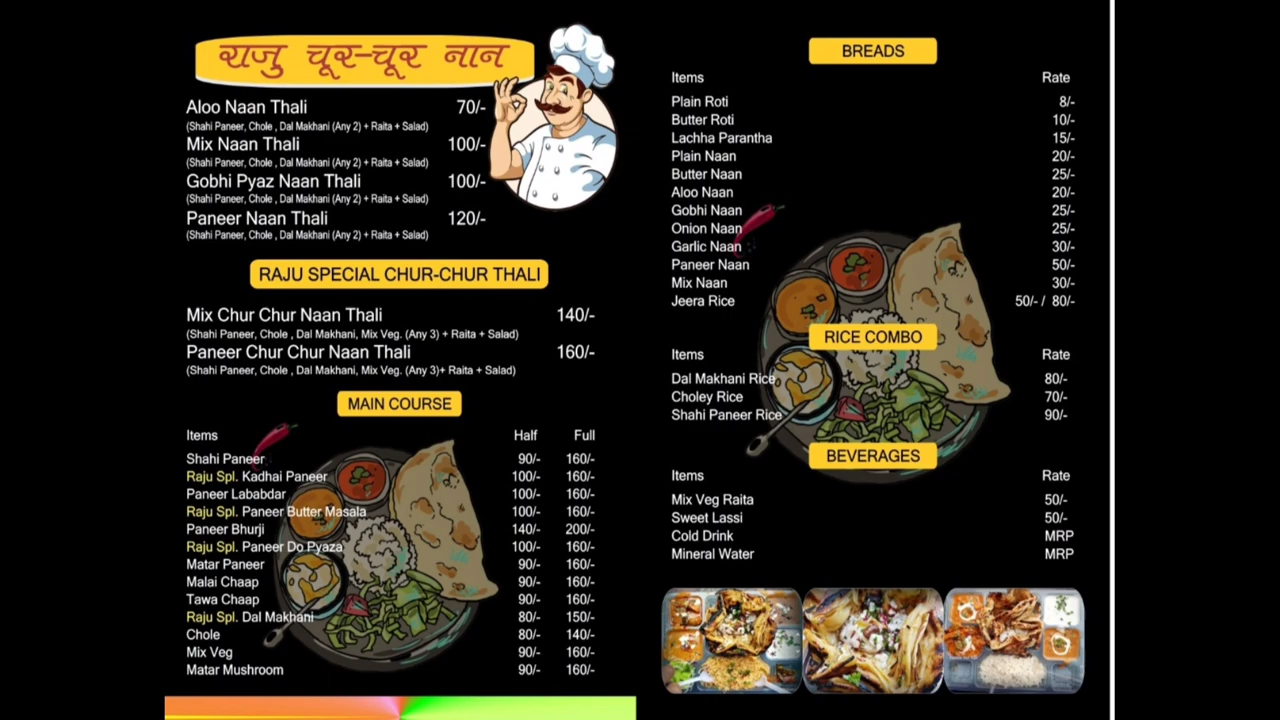 राजु चूर-चूर नान
Aloo Naan Thali 70/-
(Shahi Paneer, Chole , Dal Makhani (Any 2) + Raita + Salad)
Mix Naan Thali 100/-
(Shahi Paneer, Chole , Dal Makhani (Any 2) + Raita + Salad)
Gobhi Pyaz Naan Thali 100/-
(Shahi Paneer, Chole , Dal Makhani (Any 2) + Raita + Salad)
Paneer Naan Thali 120/-
(Shahi Paneer, Chole , Dal Makhani (Any 2) + Raita + Salad)
RAJU SPECIAL CHUR-CHUR THALI
Mix Chur Chur Naan Thali 140/-
(Shahi Paneer, Chole , Dal Makhani, Mix Veg. (Any 3) + Raita + Salad)
Paneer Chur Chur Naan Thali 160/-
(Shahi Paneer, Chole , Dal Makhani, Mix Veg. (Any 3)+ Raita + Salad)
MAIN COURSE
Items Half Full
Shahi Paneer 90/- 160/-
Raju Spl. Kadhai Paneer 100/- 160/-
Paneer Lababdar 100/- 160/-
Raju Spl. Paneer Butter Masala 100/- 160/-
Paneer Bhurji 140/- 200/-
Raju Spl. Paneer Do Pyaza 100/- 160/-
Matar Paneer 90/- 160/-
Malai Chaap 90/- 160/-
Tawa Chaap 90/- 160/-
Raju Spl. Dal Makhani 80/- 150/-
Chole 80/- 140/-
Mix Veg 90/- 160/-
Matar Mushroom 90/- 160/-
BREADS
Items Rate
Plain Roti 8/-
Butter Roti 10/-
Lachha Parantha 15/-
Plain Naan 20/-
Butter Naan 25/-
Aloo Naan 20/-
Gobhi Naan 25/-
Onion Naan 25/-
Garlic Naan 30/-
Paneer Naan 50/-
Mix Naan 30/-
Jeera Rice 50/- / 80/-
RICE COMBO
Items Rate
Dal Makhani Rice 80/-
Choley Rice 70/-
Shahi Paneer Rice 90/-
BEVERAGES
Items Rate
Mix Veg Raita 50/-
Sweet Lassi 50/-
Cold Drink MRP
Mineral Water MRP